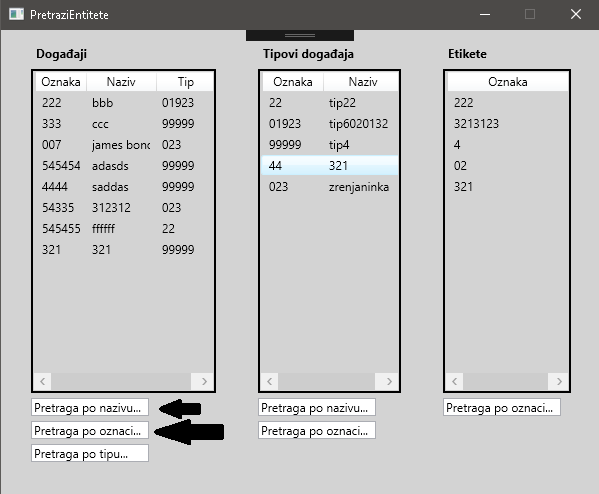 PretraziEntitete
Događaji
Oznaka Naziv Tip
222 bbb 01923
333 ccc 99999
007 james bond 023
545454 adasds 99999
4444 saddas 99999
54335 312312 023
545455 ffffff 22
321 321 99999
Pretraga po nazivu...
Pretraga po oznaci...
Pretraga po tipu...
Tipovi događaja
Oznaka Naziv
22 tip22
01923 tip6020132
99999 tip4
44 321
023 zrenjaninka
Pretraga po nazivu...
Pretraga po oznaci...
Etikete
Oznaka
222
3213123
4
02
321
Pretraga po oznaci...